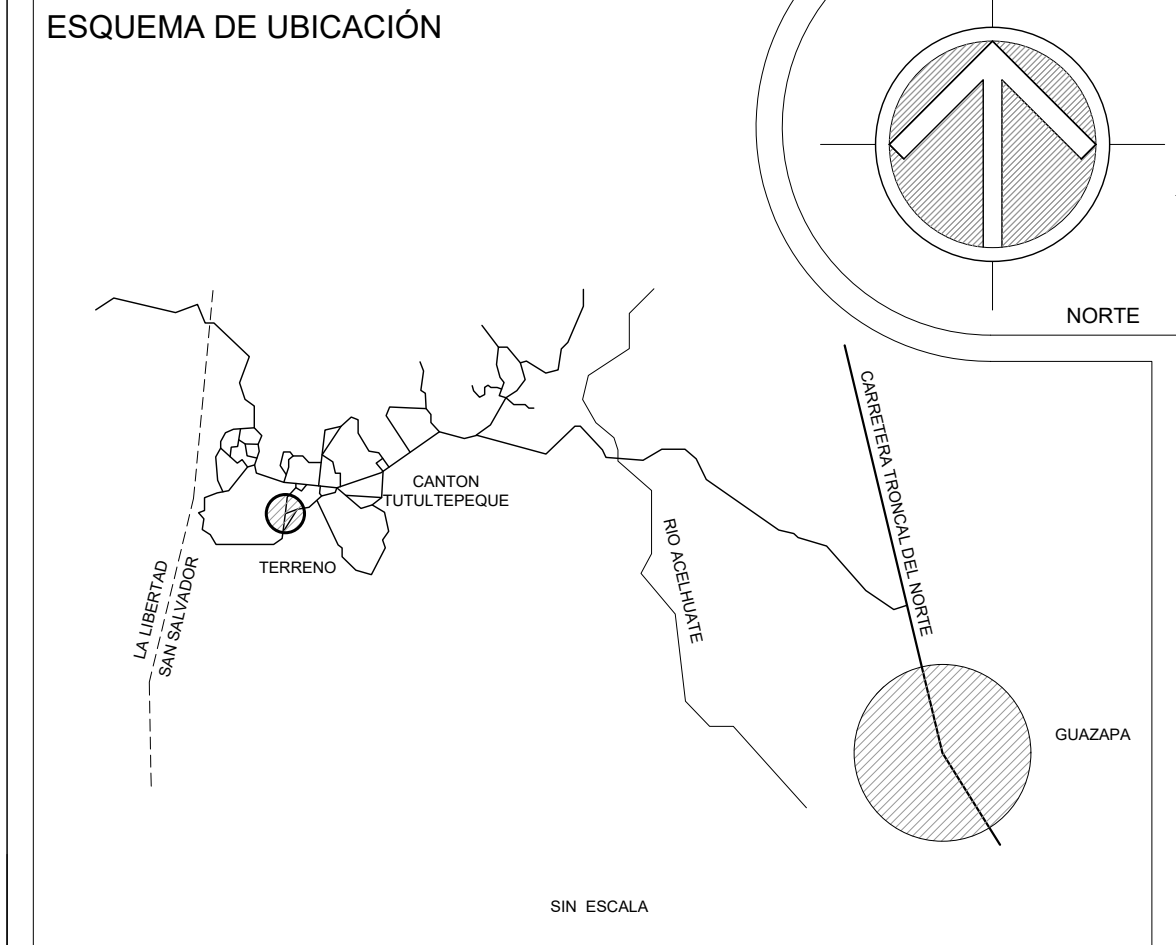 ESQUEMA DE UBICACIÓN
NORTE
CARRETERA TRONCAL DEL NORTE
CANTON
TUTULTEPEQUE
TERRENO
RIO ACELHUATE
LA LIBERTAD
SAN SALVADOR
GUAZAPA
SIN ESCALA